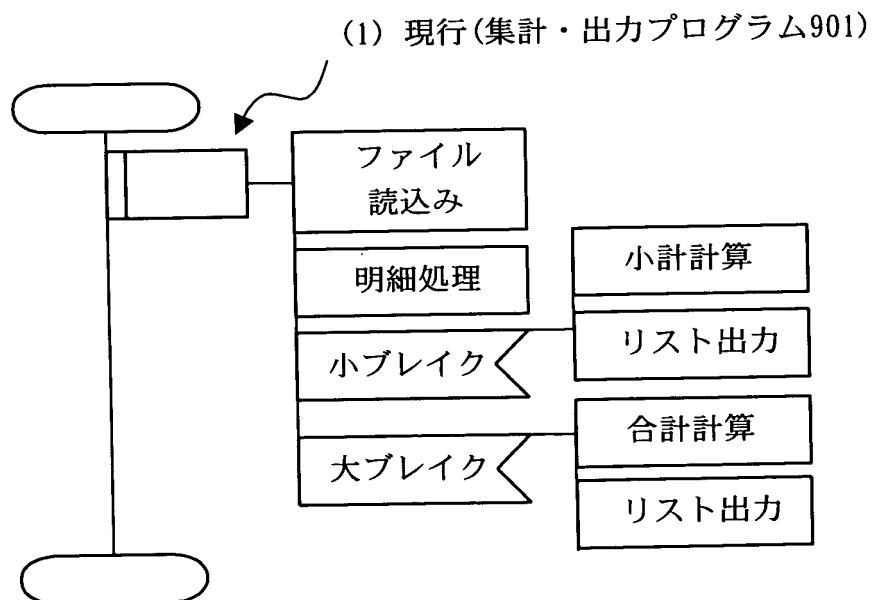 (1) 現行(集計・出力プログラム901)
ファイル
読込み
明細処理
小ブレイク
小計計算
リスト出力
大ブレイク
合計計算
リスト出力